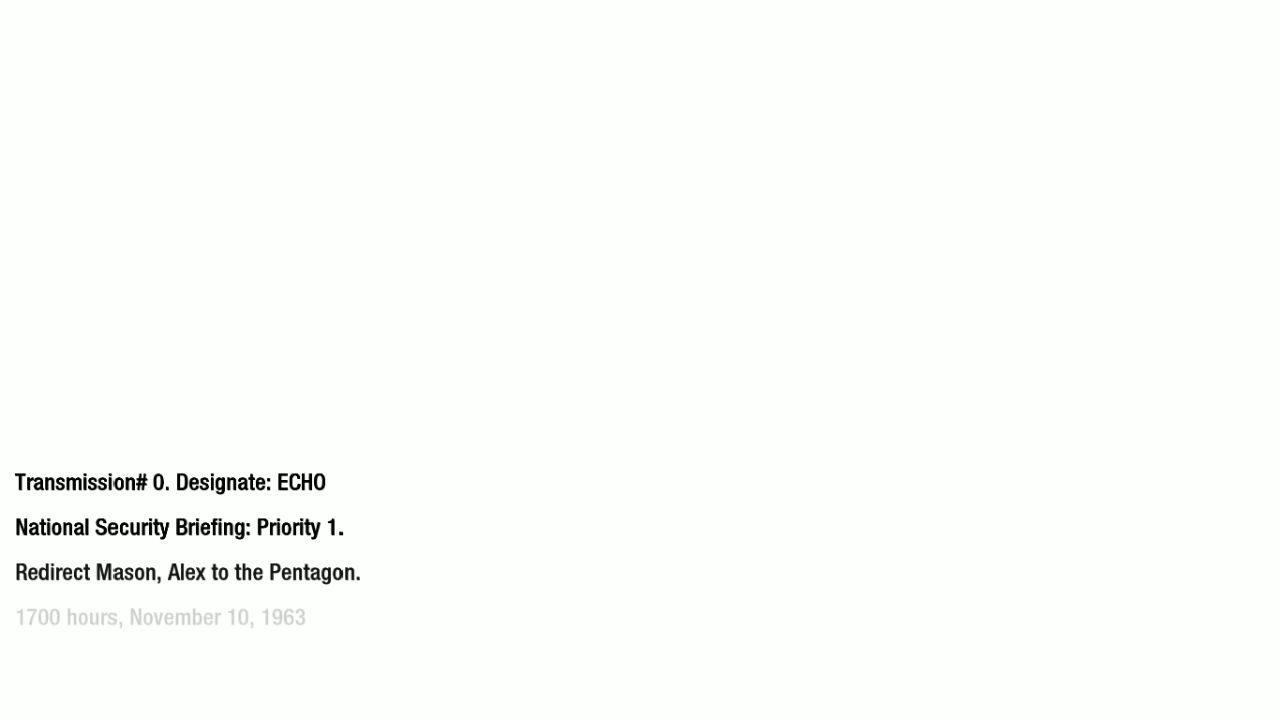 Transmission# 0. Designate: ECHO
National Security Briefing: Priority 1.
Redirect Mason, Alex to the Pentagon.
1700 hours, November 10, 1963